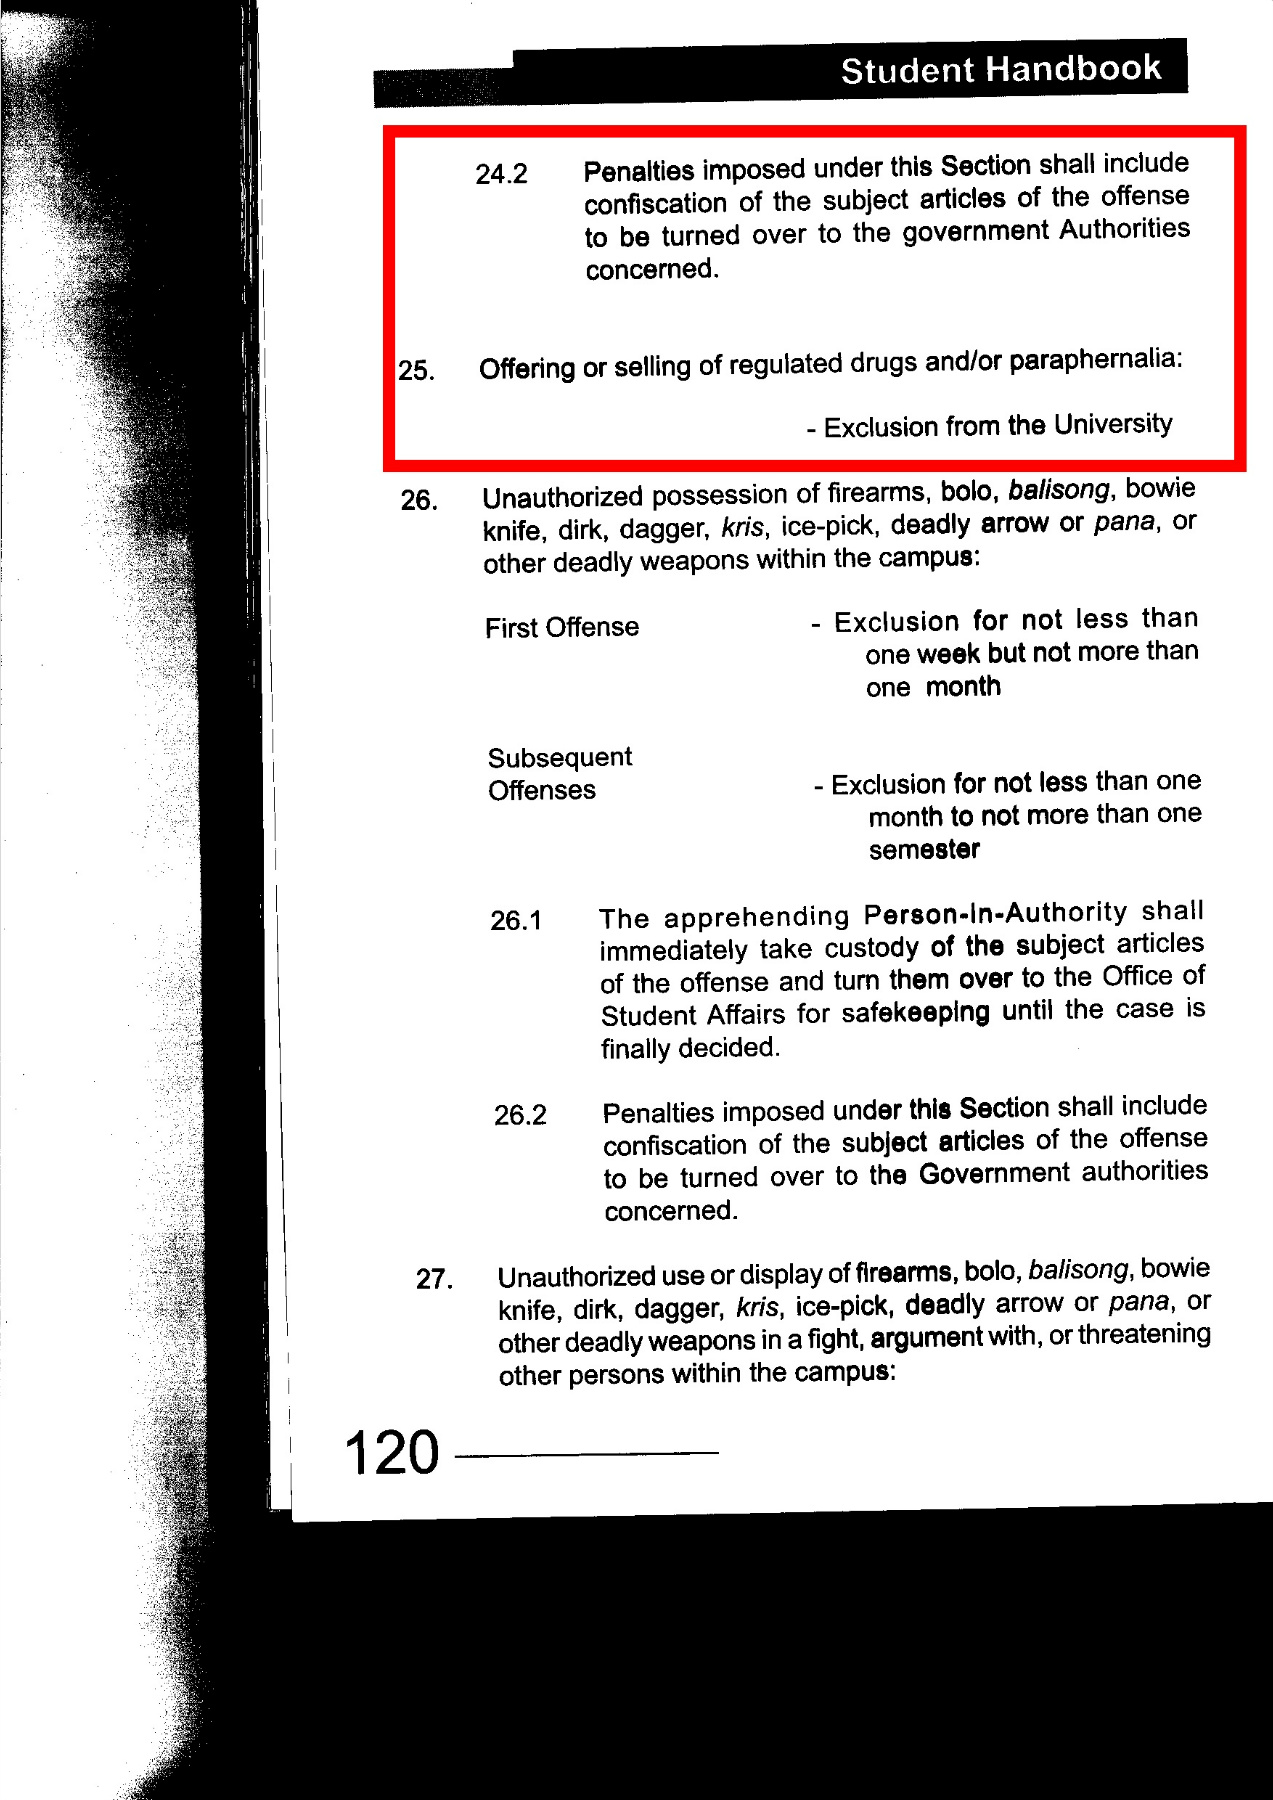 Student Handbook
24.2 Penalties imposed under this Section shall include
confiscation of the subject articles of the offense
to be turned over to the government Authorities
concerned.
25. Offering or selling of regulated drugs and/or paraphernalia:
- Exclusion from the University
26. Unauthorized possession of firearms, bolo, balisong, bowie
knife, dirk, dagger, kris, ice-pick, deadly arrow or pana, or
other deadly weapons within the campus:
First Offense - Exclusion for not less than
one week but not more than
one month
Subsequent
Offenses - Exclusion for not less than one
month to not more than one
semester
26.1 The apprehending Person-In-Authority shall
immediately take custody of the subject articles
of the offense and turn them over to the Office of
Student Affairs for safekeeping until the case is
finally decided.
26.2 Penalties imposed under this Section shall include
confiscation of the subject articles of the offense
to be turned over to the Government authorities
concerned.
27. Unauthorized use or display of firearms, bolo, balisong, bowie
knife, dirk, dagger, kris, ice-pick, deadly arrow or pana, or
other deadly weapons in a fight, argument with, or threatening
other persons within the campus:
120